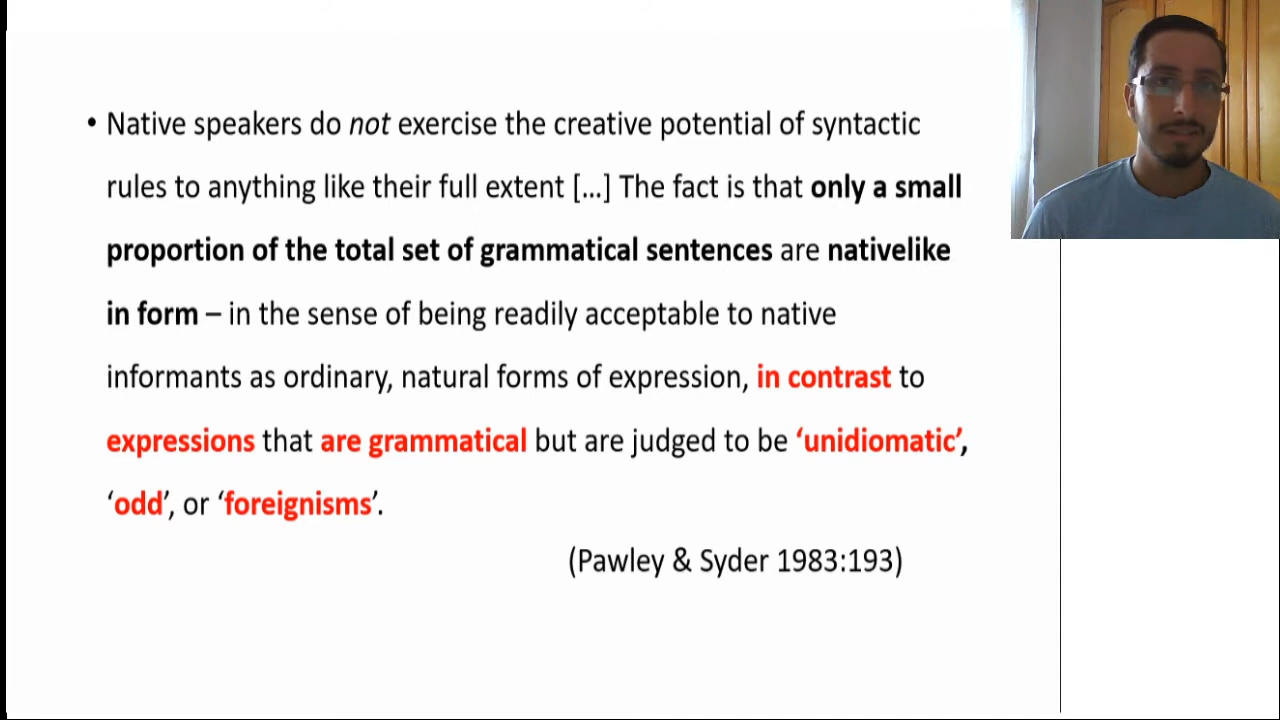 • Native speakers do not exercise the creative potential of syntactic
rules to anything like their full extent [...] The fact is that only a small
proportion of the total set of grammatical sentences are nativelike
in form – in the sense of being readily acceptable to native
informants as ordinary, natural forms of expression, in contrast to
expressions that are grammatical but are judged to be ‘unidiomatic’,
‘odd’, or ‘foreignisms’.
(Pawley & Syder 1983:193)